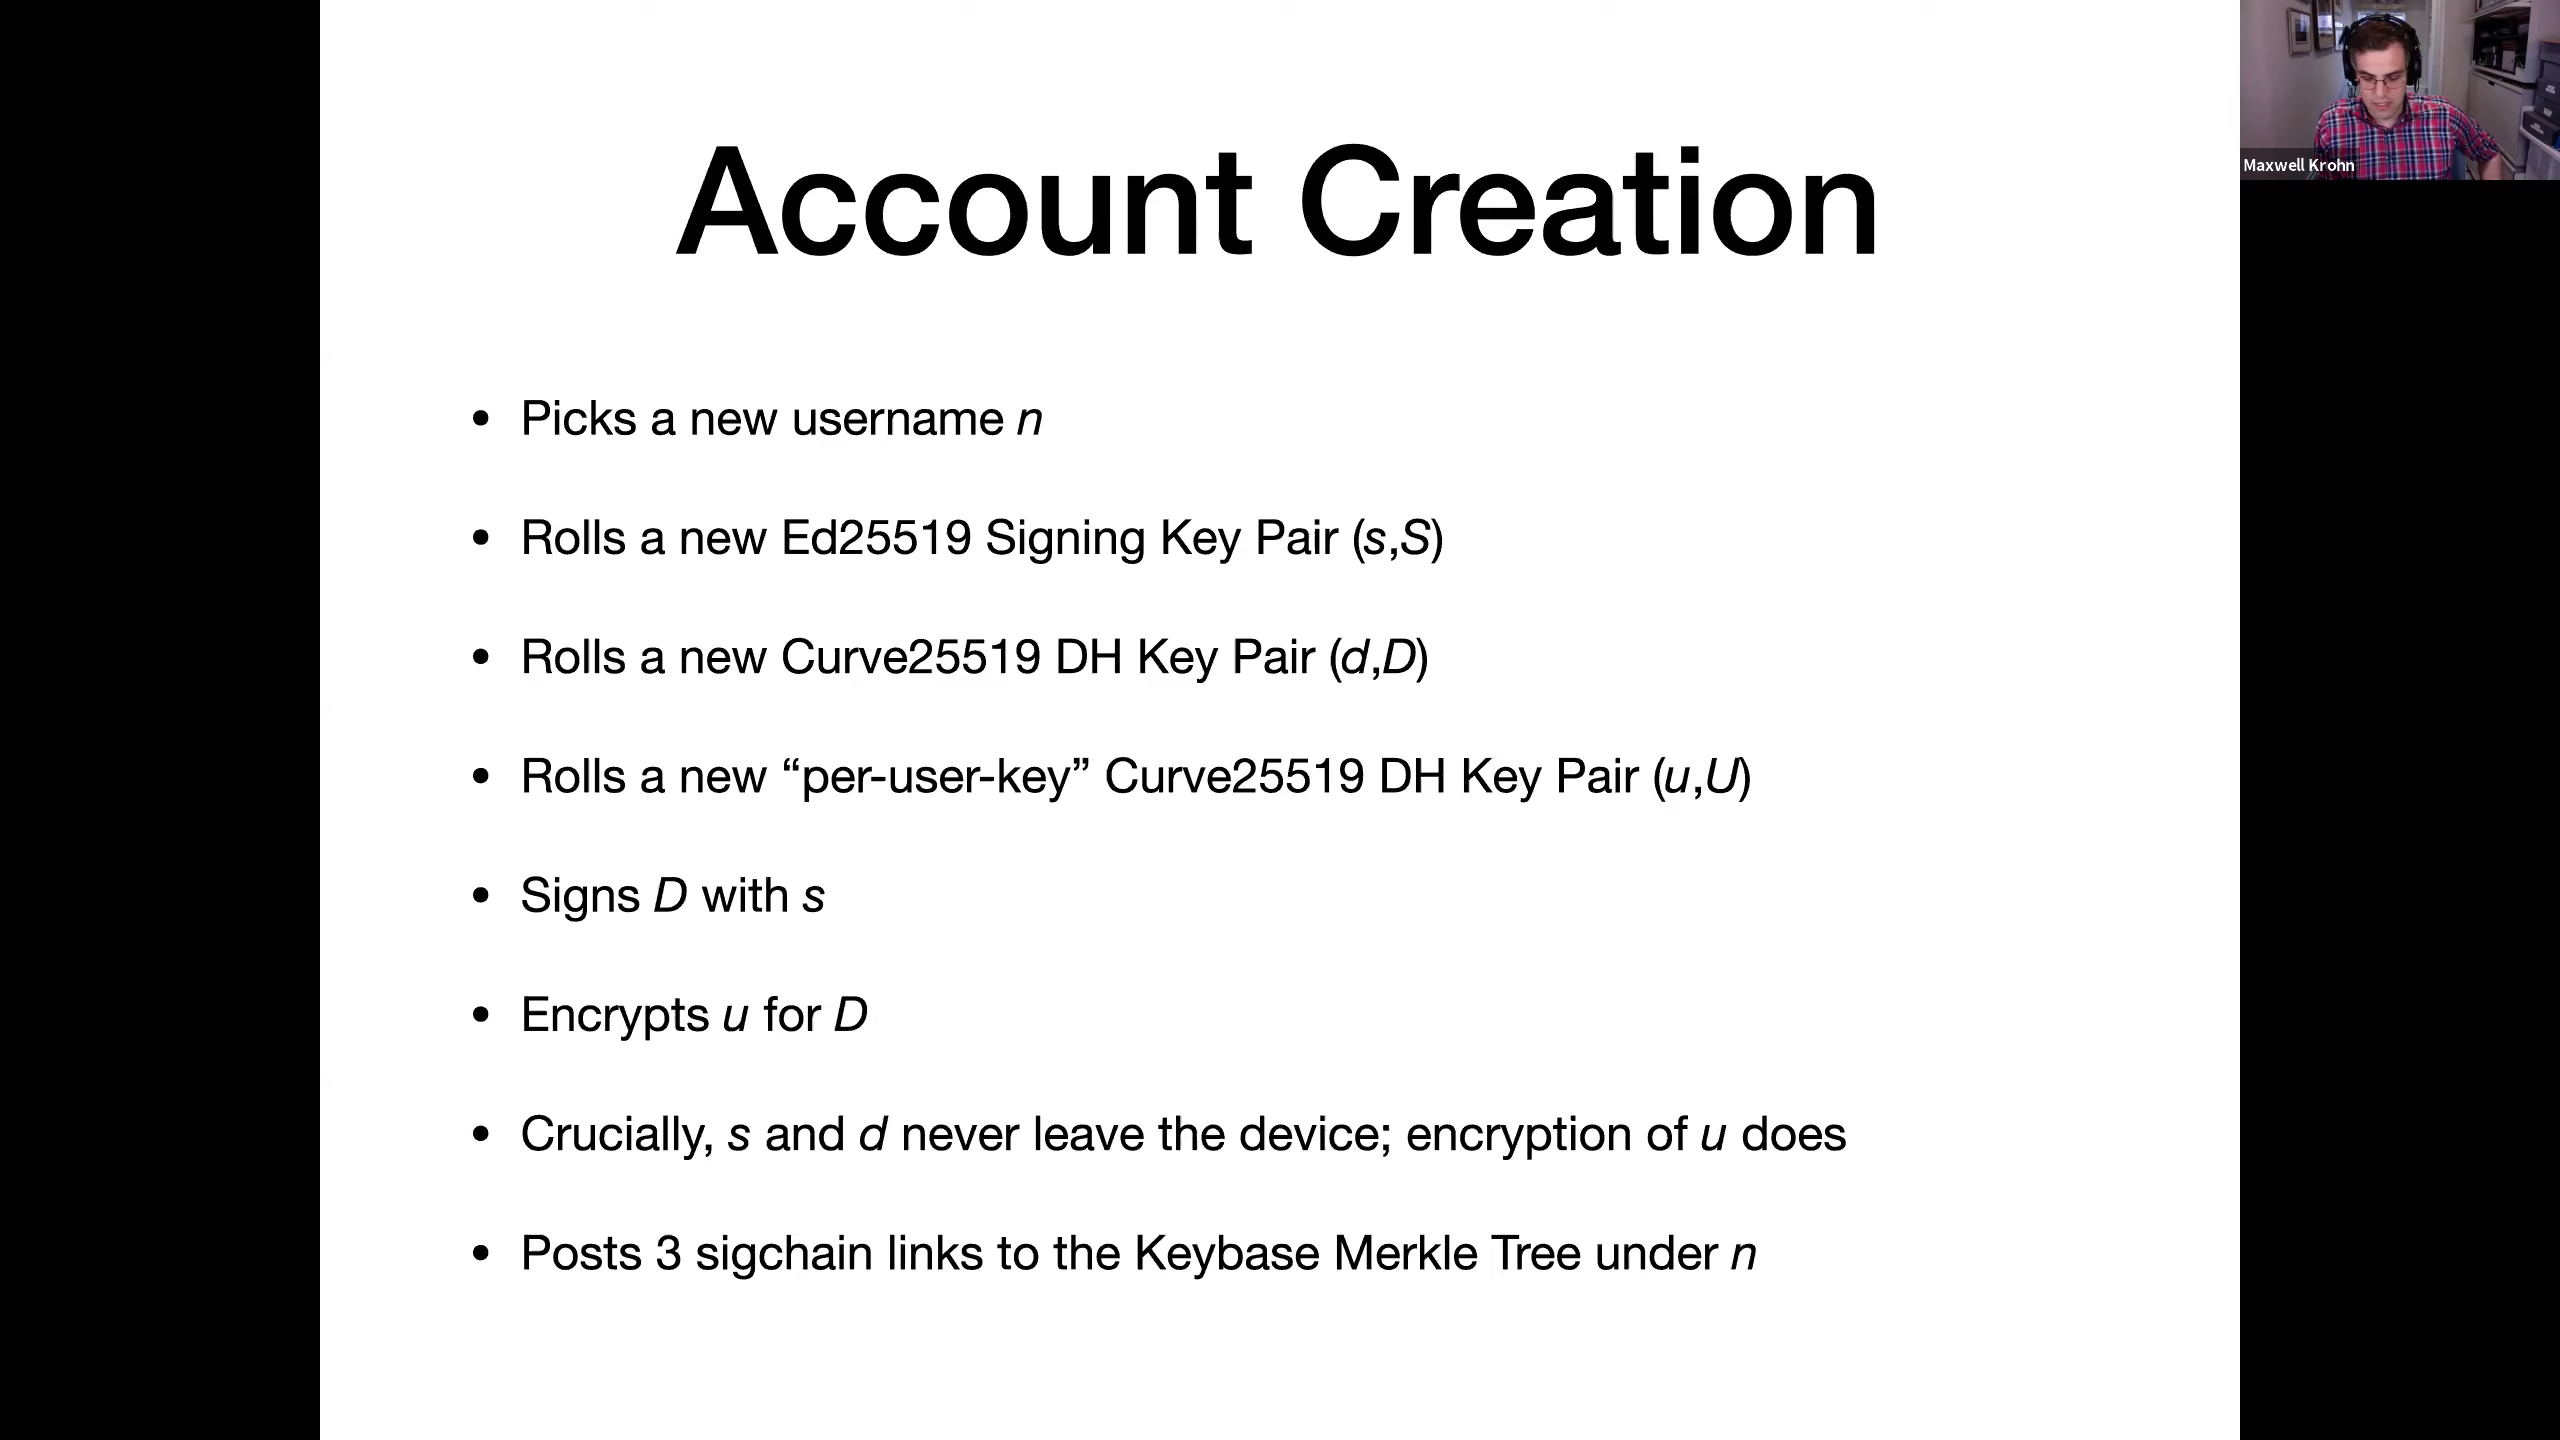 Account Creation
• Picks a new username n
• Rolls a new Ed25519 Signing Key Pair (s,S)
• Rolls a new Curve25519 DH Key Pair (d,D)
• Rolls a new “per-user-key” Curve25519 DH Key Pair (u,U)
• Signs D with s
• Encrypts u for D
• Crucially, s and d never leave the device; encryption of u does
• Posts 3 sigchain links to the Keybase Merkle Tree under n
Maxwell Krohn